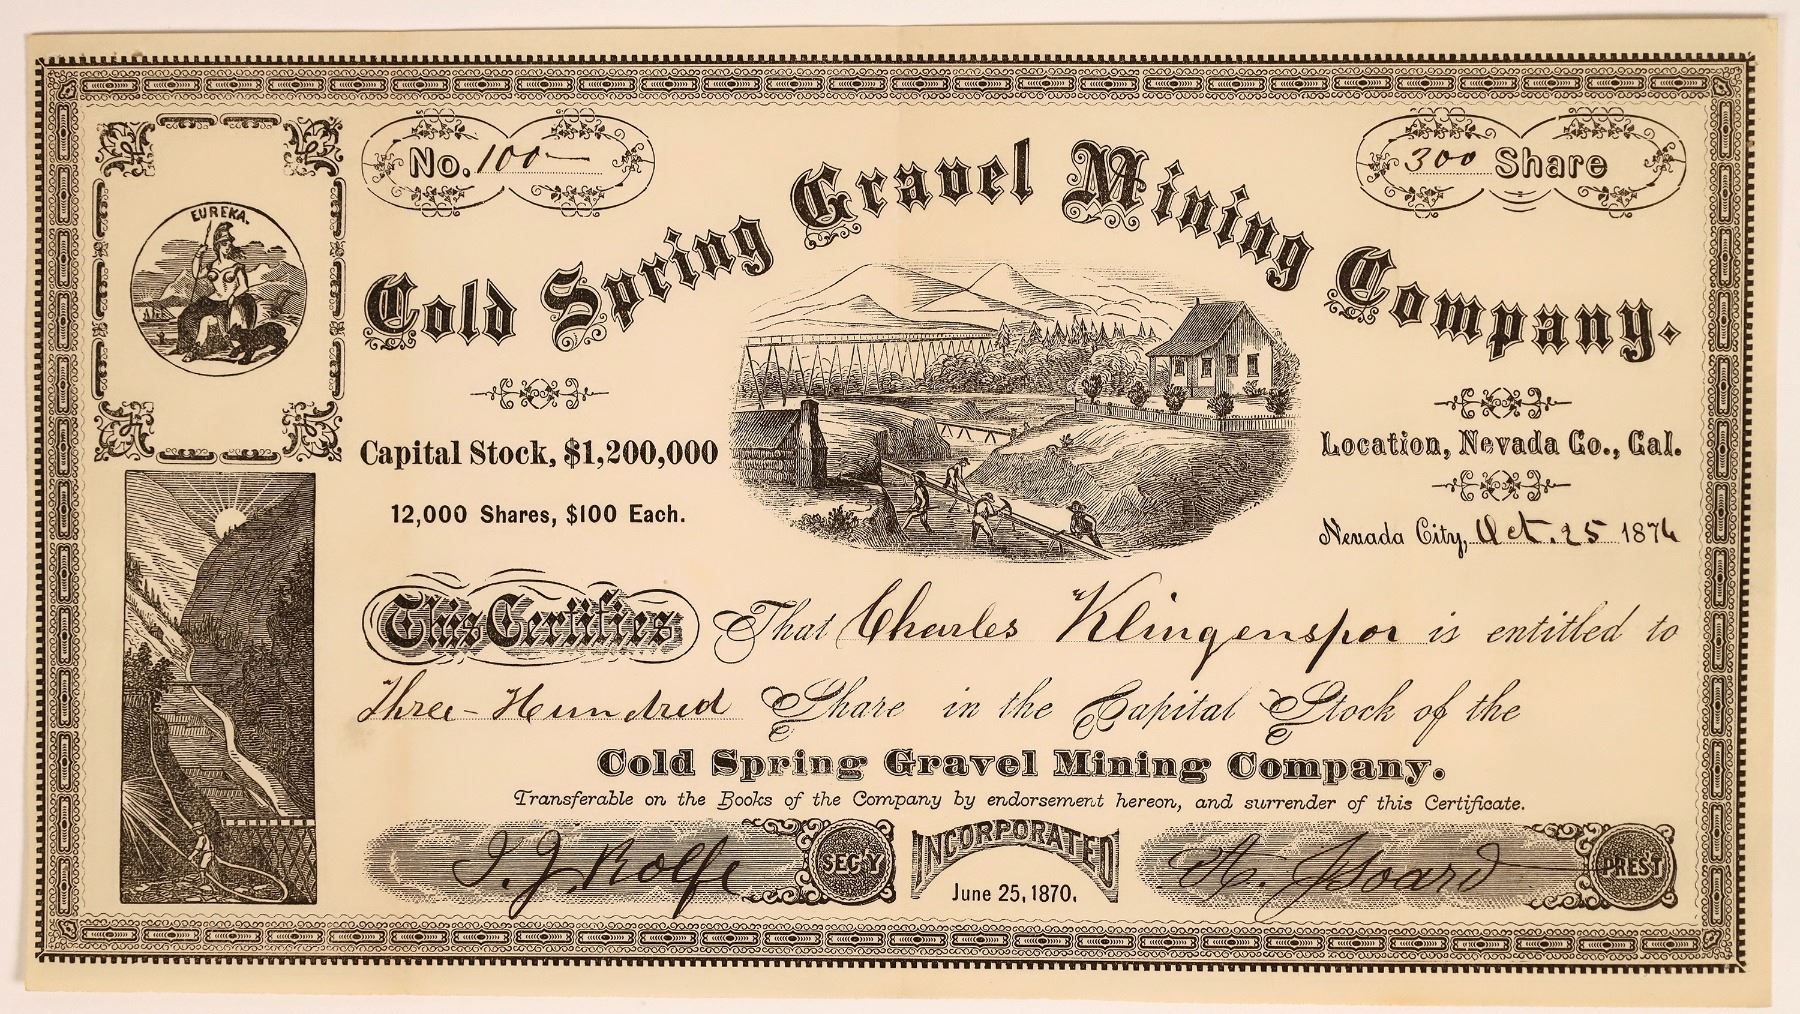 No. 100
300 Share
EUREKA.
Cold Spring Gravel Mining Company.
Capital Stock, $1,200,000
12,000 Shares, $100 Each.
Location, Nevada Co., Cal.
Nevada City, Oct. 25 1876
This Certifies That Charles Klingenspor is entitled to
Three-Hundred Share in the Capital Stock of the
Cold Spring Gravel Mining Company.
Transferable on the Books of the Company by endorsement hereon, and surrender of this Certificate.
I. J. Rolfe SEC'Y
INCORPORATED
June 25, 1870.
PREST